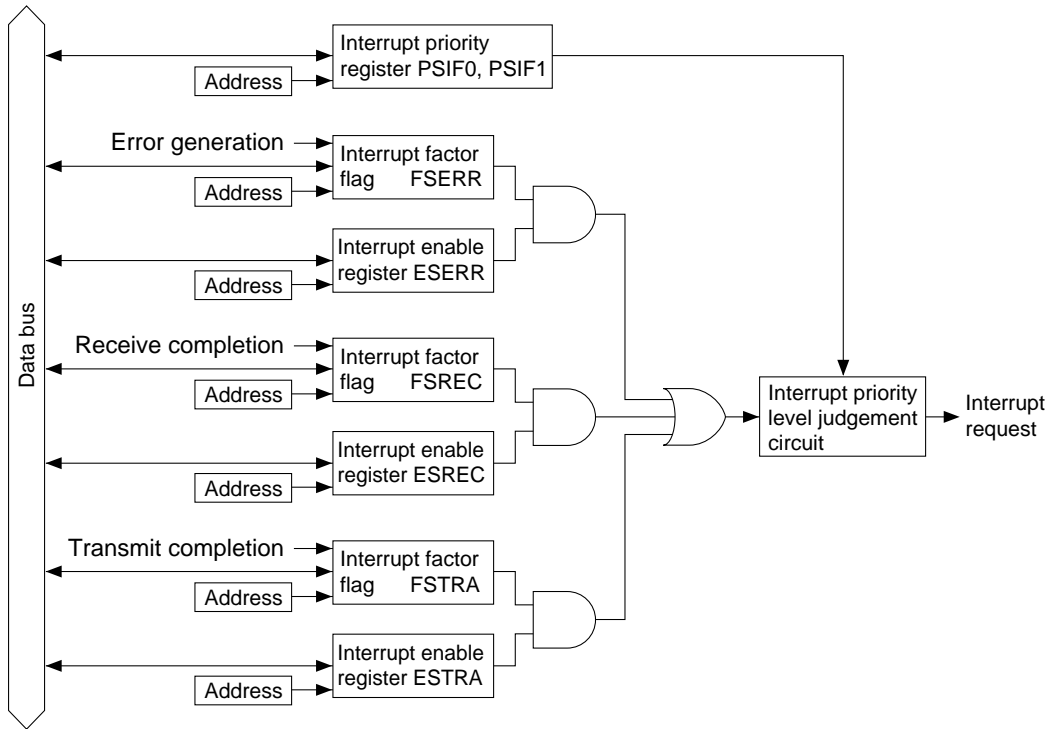 Interrupt priority
register PSIF0, PSIF1
Address
Error generation
Interrupt factor
flag FSERR
Address
Interrupt enable
register ESERR
Address
Data bus
Receive completion
Interrupt factor
flag FSREC
Address
Interrupt enable
register ESREC
Address
Interrupt priority
level judgement
circuit
Interrupt
request
Transmit completion
Interrupt factor
flag FSTRA
Address
Interrupt enable
register ESTRA
Address